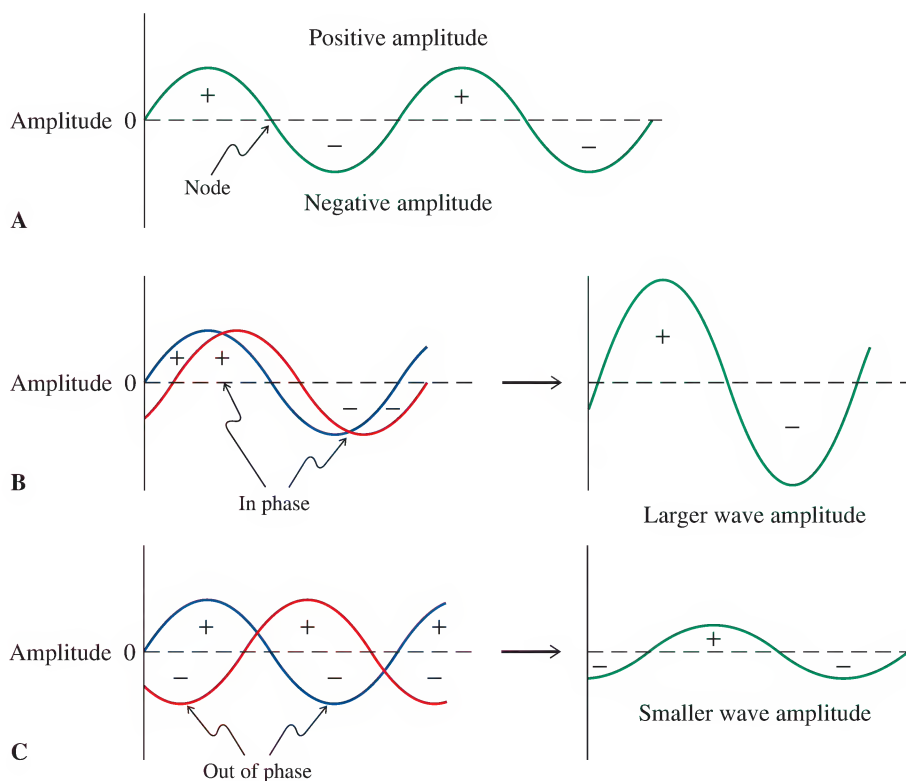 Positive amplitude
+ +
Amplitude 0
− −
Node
Negative amplitude
A
+ + +
Amplitude 0
− − −
In phase
B
Larger wave amplitude
+ + + +
Amplitude 0
− − − − −
Smaller wave amplitude
Out of phase
C